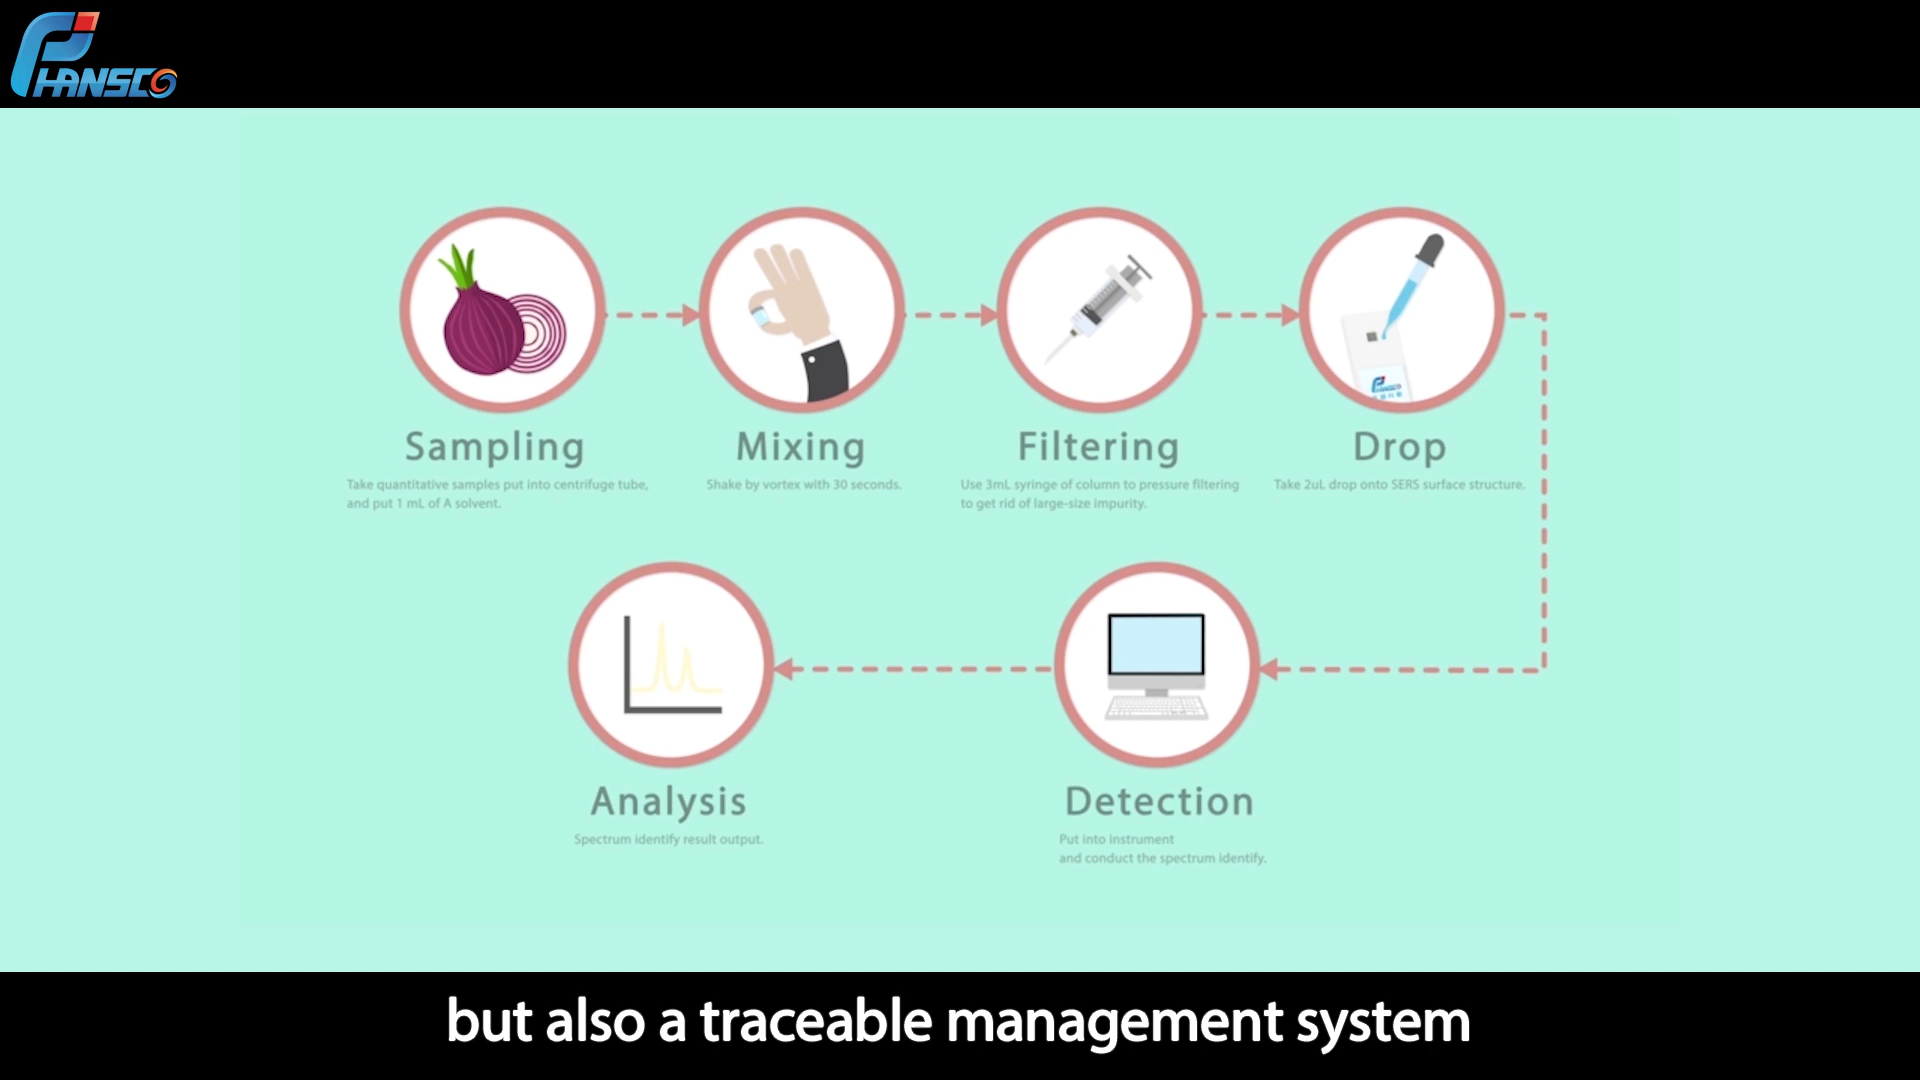 PHANSCO
Sampling
Take quantitative samples put into centrifuge tube,
and put 1 mL of A solvent.
Mixing
Shake by vortex with 30 seconds.
Filtering
Use 3mL syringe of column to pressure filtering
to get rid of large-size impurity.
PHANSCO
Drop
Take 2uL drop onto SERS surface structure.
Analysis
Spectrum identify result output.
Detection
Put into instrument
and conduct the spectrum identify.
but also a traceable management system